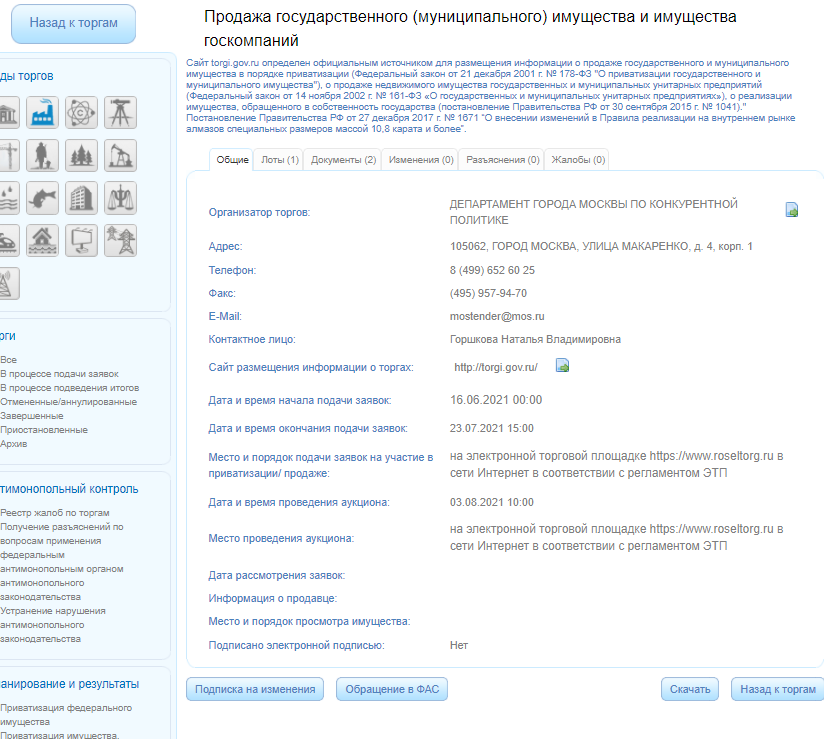 Назад к торгам
Продажа государственного (муниципального) имущества и имущества
госкомпаний
Сайт torgi.gov.ru определен официальным источником для размещения информации о продаже государственного и муниципального
имущества в порядке приватизации (Федеральный закон от 21 декабря 2001 г. № 178-ФЗ "О приватизации государственного и
муниципального имущества"), о продаже недвижимого имущества государственных и муниципальных унитарных предприятий
(Федеральный закон от 14 ноября 2002 г. № 161-ФЗ «О государственных и муниципальных унитарных предприятиях»), о реализации
имущества, обращенного в собственность государства (постановление Правительства РФ от 30 сентября 2015 г. № 1041)."
Постановление Правительства РФ от 27 декабря 2017 г. № 1671 "О внесении изменений в Правила реализации на внутреннем рынке
алмазов специальных размеров массой 10,8 карата и более".
ды торгов
рги
Все
В процессе подачи заявок
В процессе подведения итогов
Отмененные/аннулированные
Завершенные
Приостановленные
Архив
тимонопольный контроль
Реестр жалоб по торгам
Получение разъяснений по
вопросам применения
федеральным
антимонопольным органом
антимонопольного
законодательства
Устранение нарушения
антимонопольного
законодательства
анирование и результаты
Приватизация федерального
имущества
Приватизация имущества,
Общие
Лоты (1)
Документы (2)
Изменения (0)
Разъяснения (0)
Жалобы (0)
Организатор торгов: ДЕПАРТАМЕНТ ГОРОДА МОСКВЫ ПО КОНКУРЕНТНОЙ
ПОЛИТИКЕ
Адрес: 105062, ГОРОД МОСКВА, УЛИЦА МАКАРЕНКО, д. 4, корп. 1
Телефон: 8 (499) 652 60 25
Факс: (495) 957-94-70
E-Mail: mostender@mos.ru
Контактное лицо: Горшкова Наталья Владимировна
Сайт размещения информации о торгах: http://torgi.gov.ru/
Дата и время начала подачи заявок: 16.06.2021 00:00
Дата и время окончания подачи заявок: 23.07.2021 15:00
Место и порядок подачи заявок на участие в
приватизации/ продаже:
на электронной торговой площадке https://www.roseltorg.ru в
сети Интернет в соответствии с регламентом ЭТП
Дата и время проведения аукциона: 03.08.2021 10:00
Место проведения аукциона:
на электронной торговой площадке https://www.roseltorg.ru в
сети Интернет в соответствии с регламентом ЭТП
Дата рассмотрения заявок:
Информация о продавце:
Место и порядок просмотра имущества:
Подписано электронной подписью: Нет
Подписка на изменения
Обращение в ФАС
Скачать
Назад к торгам